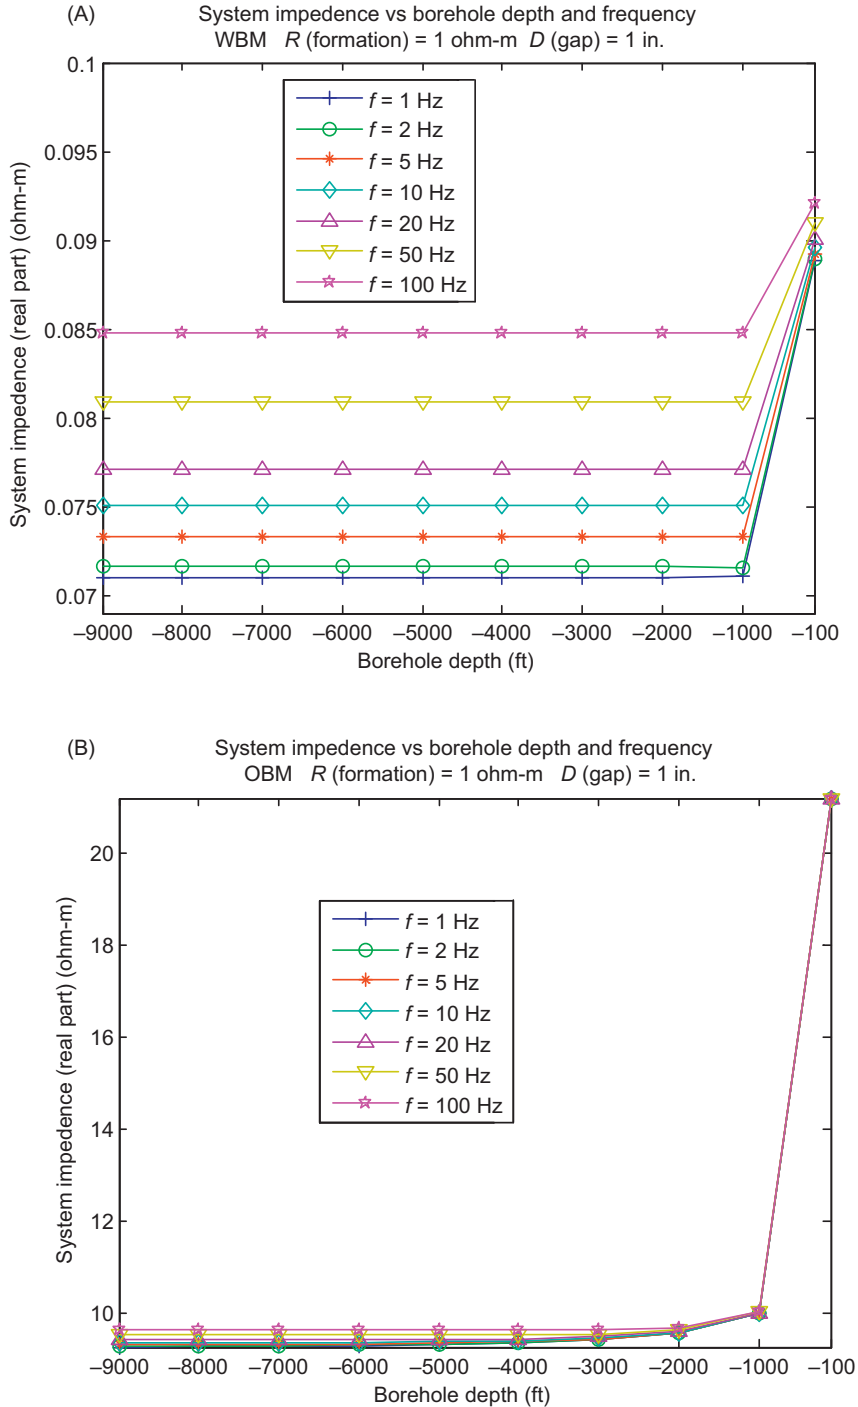 (A)
System impedence vs borehole depth and frequency
WBM R (formation) = 1 ohm-m D (gap) = 1 in.
System impedence (real part) (ohm-m)
0.1
0.095
0.09
0.085
0.08
0.075
0.07
f = 1 Hz
f = 2 Hz
f = 5 Hz
f = 10 Hz
f = 20 Hz
f = 50 Hz
f = 100 Hz
–9000 –8000 –7000 –6000 –5000 –4000 –3000 –2000 –1000 –100
Borehole depth (ft)
(B)
System impedence vs borehole depth and frequency
OBM R (formation) = 1 ohm-m D (gap) = 1 in.
System impedence (real part) (ohm-m)
20
18
16
14
12
10
f = 1 Hz
f = 2 Hz
f = 5 Hz
f = 10 Hz
f = 20 Hz
f = 50 Hz
f = 100 Hz
–9000 –8000 –7000 –6000 –5000 –4000 –3000 –2000 –1000 –100
Borehole depth (ft)